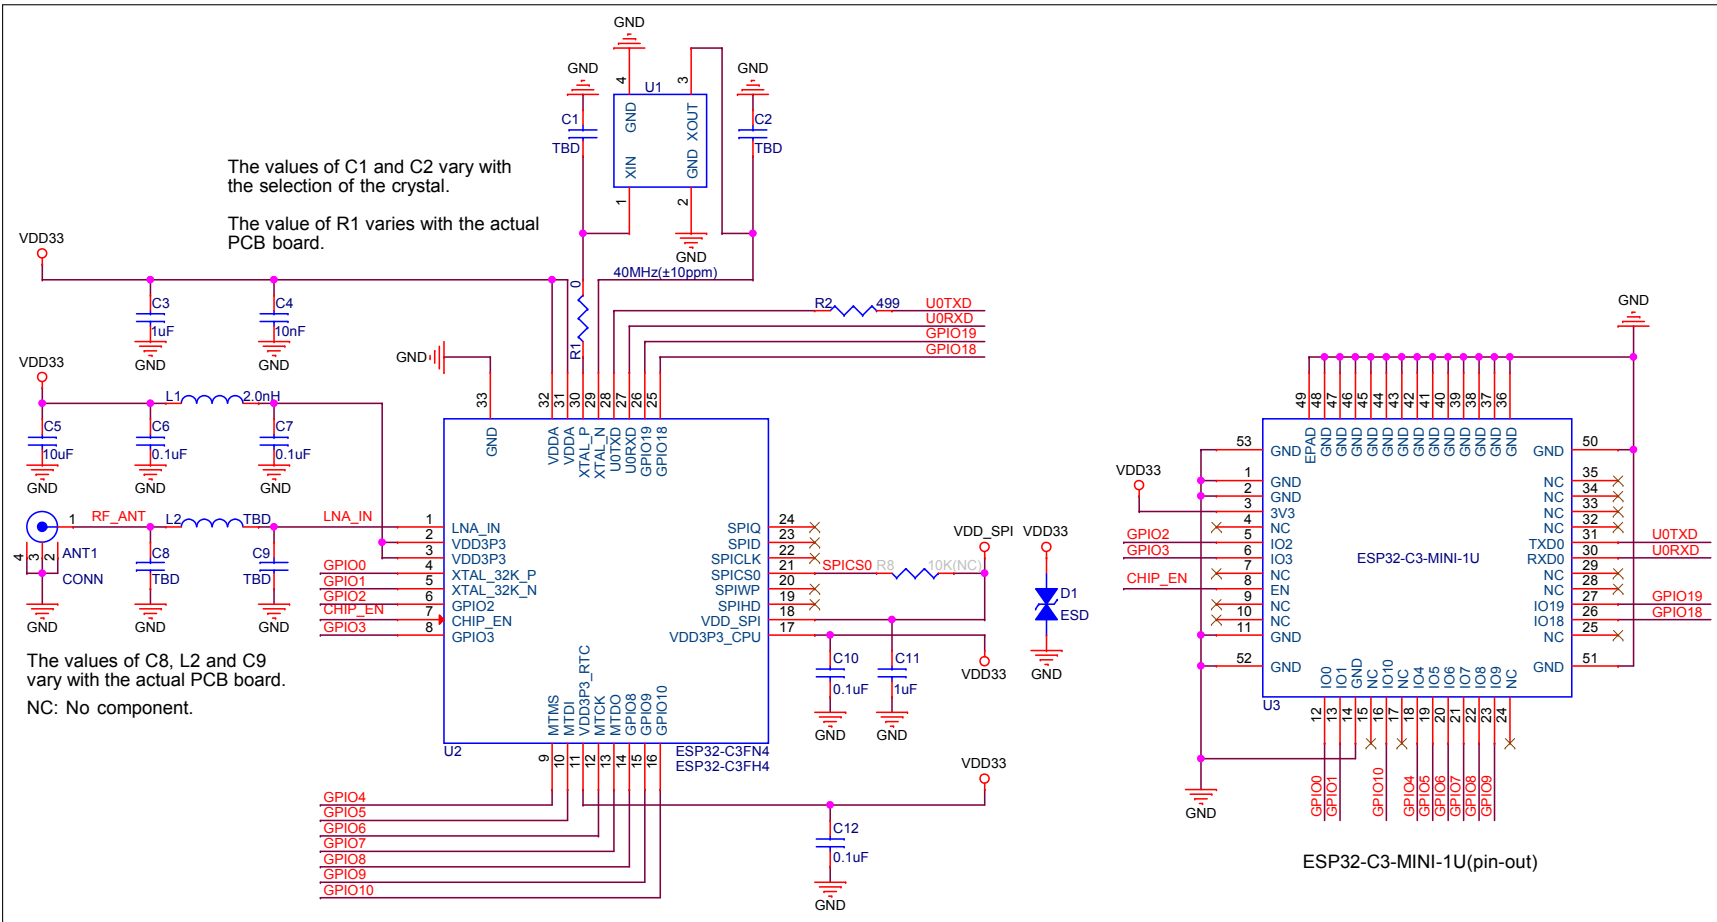 GND
GND
4
3
GND
U1
C1
TBD
GND
XOUT
XIN
GND
C2
TBD
1
2
GND
The values of C1 and C2 vary with
the selection of the crystal.
The value of R1 varies with the actual
PCB board.
VDD33
40MHz(±10ppm)
C3
1uF
GND
C4
10nF
GND
0
R1
R2
499
U0TXD
U0RXD
GPIO19
GPIO18
GND
VDD33
L1
2.0nH
C5
10uF
GND
C6
0.1uF
GND
C7
0.1uF
GND
33
32
31
30
29
28
27
26
25
GND
VDDA
VDDA
XTAL_P
XTAL_N
U0TXD
U0RXD
GPIO19
GPIO18
1
RF_ANT
L2
TBD
LNA_IN
4
3
2
ANT1
CONN
GND
C8
TBD
GND
C9
TBD
GND
GPIO0
GPIO1
GPIO2
CHIP_EN
GPIO3
1
2
3
4
5
6
7
8
LNA_IN
VDD3P3
VDD3P3
XTAL_32K_P
XTAL_32K_N
GPIO2
CHIP_EN
GPIO3
SPIQ
SPID
SPICLK
SPICS0
SPIWP
SPIHD
VDD_SPI
VDD3P3_CPU
24
23
22
21
20
19
18
17
SPICS0
R8
10K(NC)
VDD_SPI
VDD33
D1
ESD
GND
C10
0.1uF
GND
C11
1uF
GND
VDD33
The values of C8, L2 and C9
vary with the actual PCB board.
NC: No component.
MTMS
MTDI
VDD3P3_RTC
MTCK
MTDO
GPIO8
GPIO9
GPIO10
U2
9
10
11
12
13
14
15
16
ESP32-C3FN4
ESP32-C3FH4
GPIO4
GPIO5
GPIO6
GPIO7
GPIO8
GPIO9
GPIO10
VDD33
C12
0.1uF
GND
GND
49
48
47
46
45
44
43
42
41
40
39
38
37
36
EPAD
GND
GND
GND
GND
GND
GND
GND
GND
GND
GND
GND
GND
GND
VDD33
GPIO2
GPIO3
CHIP_EN
53
1
2
3
4
5
6
7
8
9
10
11
52
GND
GND
GND
3V3
NC
IO2
IO3
NC
EN
NC
NC
GND
GND
ESP32-C3-MINI-1U
GND
NC
NC
NC
NC
TXD0
RXD0
NC
NC
IO19
IO18
NC
GND
50
35
34
33
32
31
30
29
28
27
26
25
51
U0TXD
U0RXD
GPIO19
GPIO18
IO0
IO1
GND
NC
IO10
NC
IO4
IO5
IO6
IO7
IO8
IO9
NC
U3
12
13
14
15
16
17
18
19
20
21
22
23
24
GPIO0
GPIO1
GPIO10
GPIO4
GPIO5
GPIO6
GPIO7
GPIO8
GPIO9
GND
ESP32-C3-MINI-1U(pin-out)